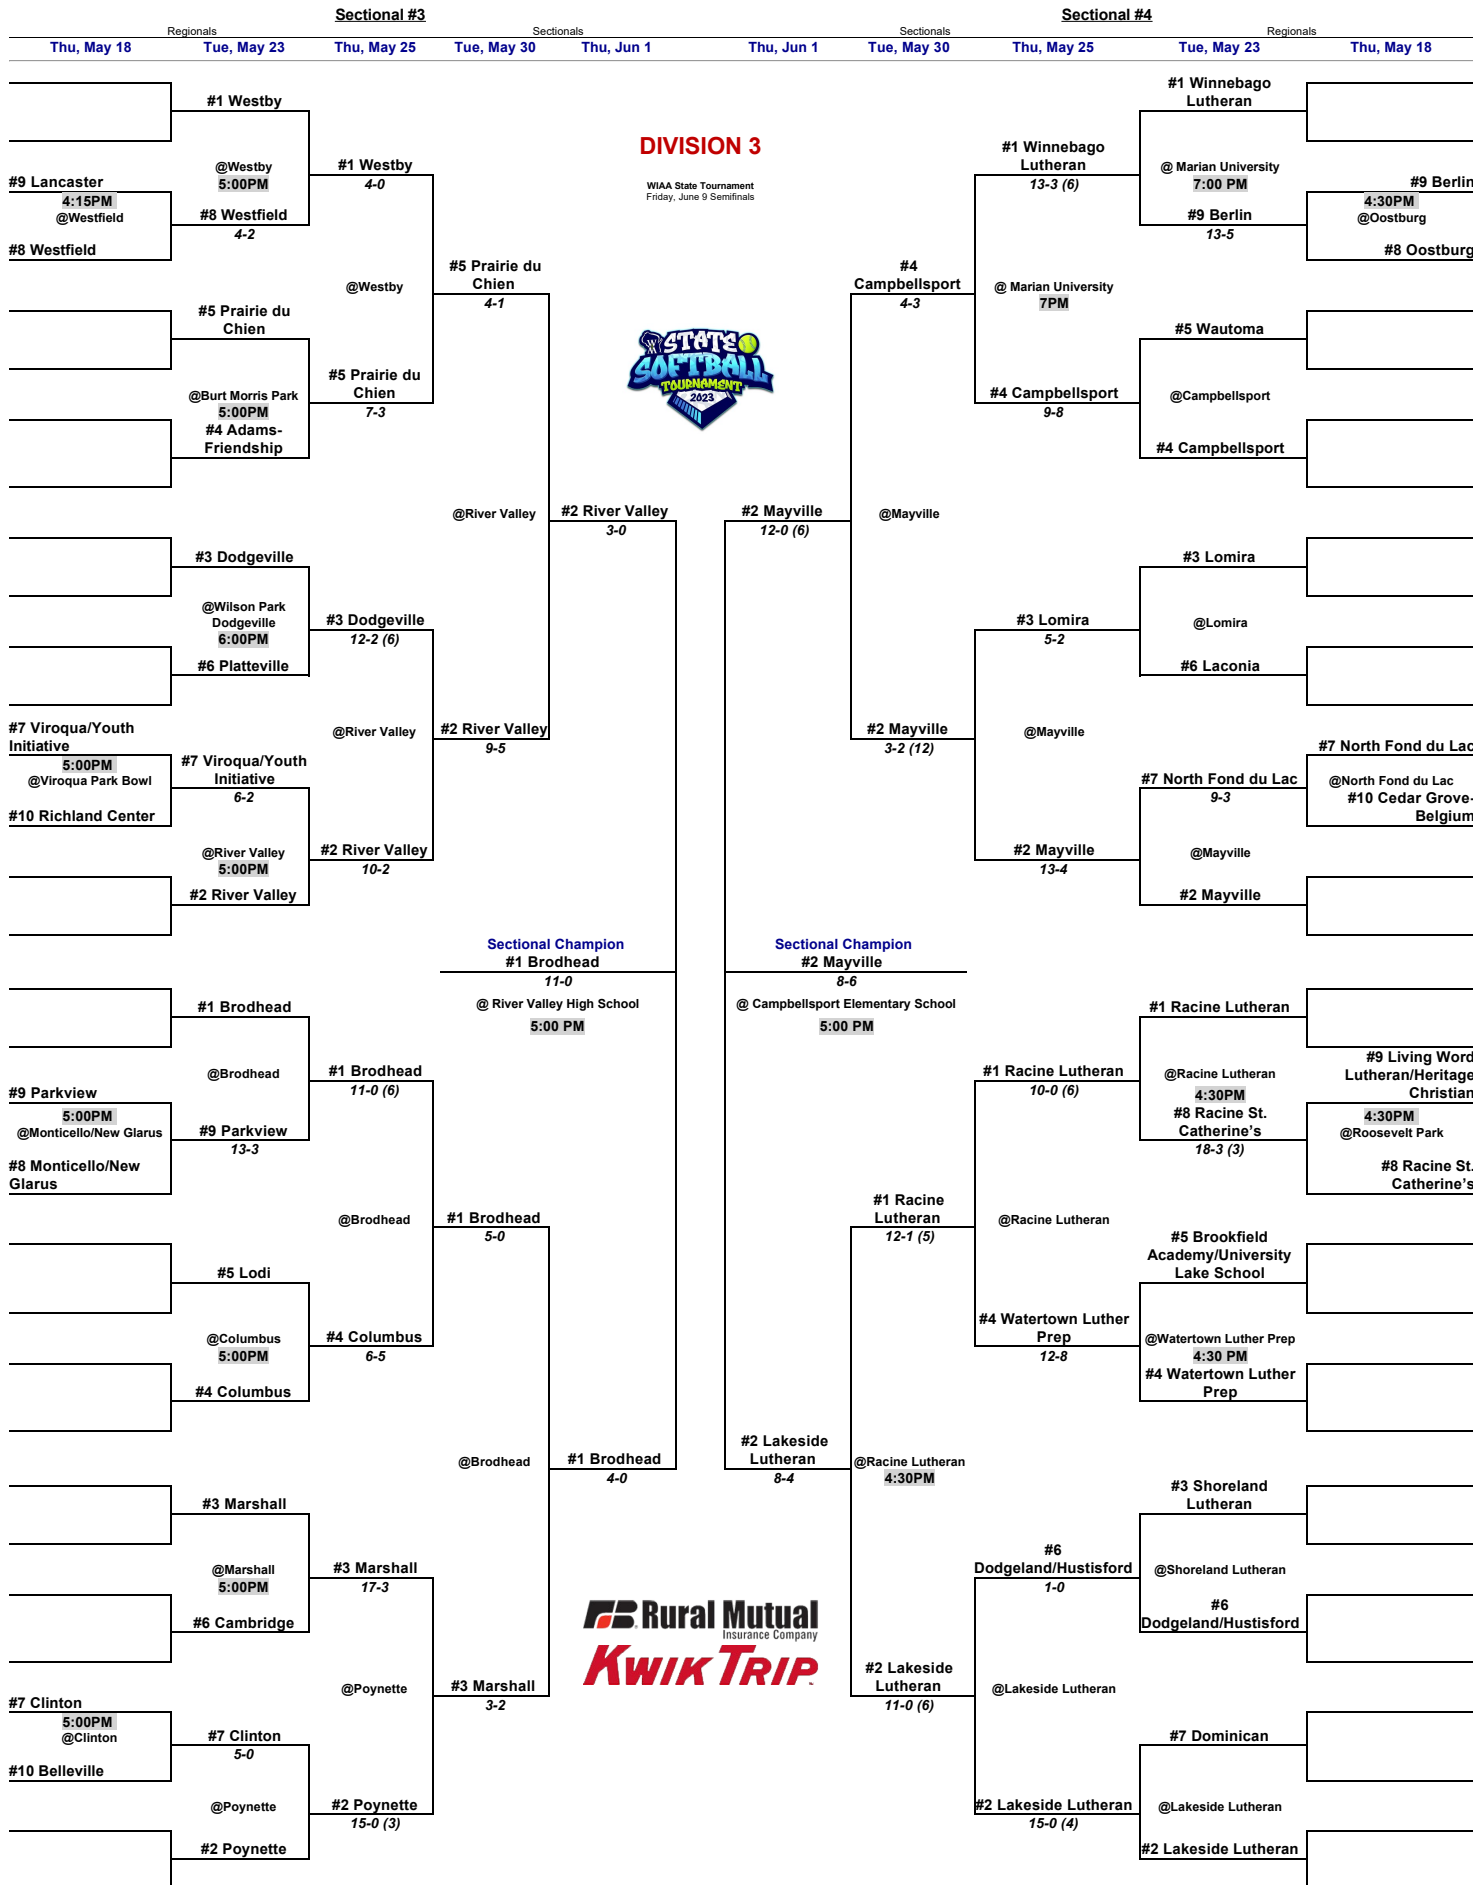 Sectional #3
Sectional #4
Regionals
Sectionals
Sectionals
Regionals
Thu, May 18
Tue, May 23
Thu, May 25
Tue, May 30
Thu, Jun 1
Thu, Jun 1
Tue, May 30
Thu, May 25
Tue, May 23
Thu, May 18
DIVISION 3
WIAA State Tournament
Friday, June 9 Semifinals
STATE
SOFTBALL
TOURNAMENT
2023
#9 Lancaster
4:15PM
@Westfield
#8 Westfield
#7 Viroqua/Youth
Initiative
5:00PM
@Viroqua Park Bowl
#10 Richland Center
#9 Parkview
5:00PM
@Monticello/New Glarus
#8 Monticello/New
Glarus
#7 Clinton
5:00PM
@Clinton
#10 Belleville
#1 Westby
@Westby
5:00PM
#8 Westfield
4-2
#5 Prairie du
Chien
@Burt Morris Park
5:00PM
#4 Adams-
Friendship
#3 Dodgeville
@Wilson Park
Dodgeville
6:00PM
#6 Platteville
#7 Viroqua/Youth
Initiative
6-2
@River Valley
5:00PM
#2 River Valley
#1 Brodhead
@Brodhead
#9 Parkview
13-3
#5 Lodi
@Columbus
5:00PM
#4 Columbus
#3 Marshall
@Marshall
5:00PM
#6 Cambridge
#7 Clinton
5-0
@Poynette
#2 Poynette
#1 Westby
4-0
@Westby
#5 Prairie du
Chien
7-3
#3 Dodgeville
12-2 (6)
@River Valley
#2 River Valley
10-2
#1 Brodhead
11-0 (6)
@Brodhead
#4 Columbus
6-5
#3 Marshall
17-3
@Poynette
#2 Poynette
15-0 (3)
#5 Prairie du
Chien
4-1
@River Valley
#2 River Valley
9-5
#1 Brodhead
5-0
@Brodhead
#3 Marshall
3-2
#2 River Valley
3-0
Sectional Champion
#1 Brodhead
11-0
@ River Valley High School
5:00 PM
#1 Brodhead
4-0
Rural Mutual
Insurance Company
KWIK TRIP
#2 Mayville
12-0 (6)
Sectional Champion
#2 Mayville
8-6
@ Campbellsport Elementary School
5:00 PM
#2 Lakeside
Lutheran
8-4
#4
Campbellsport
4-3
@Mayville
#2 Mayville
3-2 (12)
#1 Racine
Lutheran
12-1 (5)
@Racine Lutheran
4:30PM
#2 Lakeside
Lutheran
11-0 (6)
#1 Winnebago
Lutheran
13-3 (6)
@ Marian University
7PM
#4 Campbellsport
9-8
#3 Lomira
5-2
@Mayville
#2 Mayville
13-4
#1 Racine Lutheran
10-0 (6)
@Racine Lutheran
#4 Watertown Luther
Prep
12-8
#6
Dodgeland/Hustisford
1-0
@Lakeside Lutheran
#2 Lakeside Lutheran
15-0 (4)
#1 Winnebago
Lutheran
@ Marian University
7:00 PM
#9 Berlin
13-5
#5 Wautoma
@Campbellsport
#4 Campbellsport
#3 Lomira
@Lomira
#6 Laconia
#7 North Fond du Lac
9-3
@Mayville
#2 Mayville
#1 Racine Lutheran
@Racine Lutheran
4:30PM
#8 Racine St.
Catherine's
18-3 (3)
#5 Brookfield
Academy/University
Lake School
@Watertown Luther Prep
4:30 PM
#4 Watertown Luther
Prep
#3 Shoreland
Lutheran
@Shoreland Lutheran
#6
Dodgeland/Hustisford
#7 Dominican
@Lakeside Lutheran
#2 Lakeside Lutheran
#9 Berlin
4:30PM
@Oostburg
#8 Oostburg
#7 North Fond du Lac
@North Fond du Lac
#10 Cedar Grove-
Belgium
#9 Living Word
Lutheran/Heritage
Christian
4:30PM
@Roosevelt Park
#8 Racine St.
Catherine's